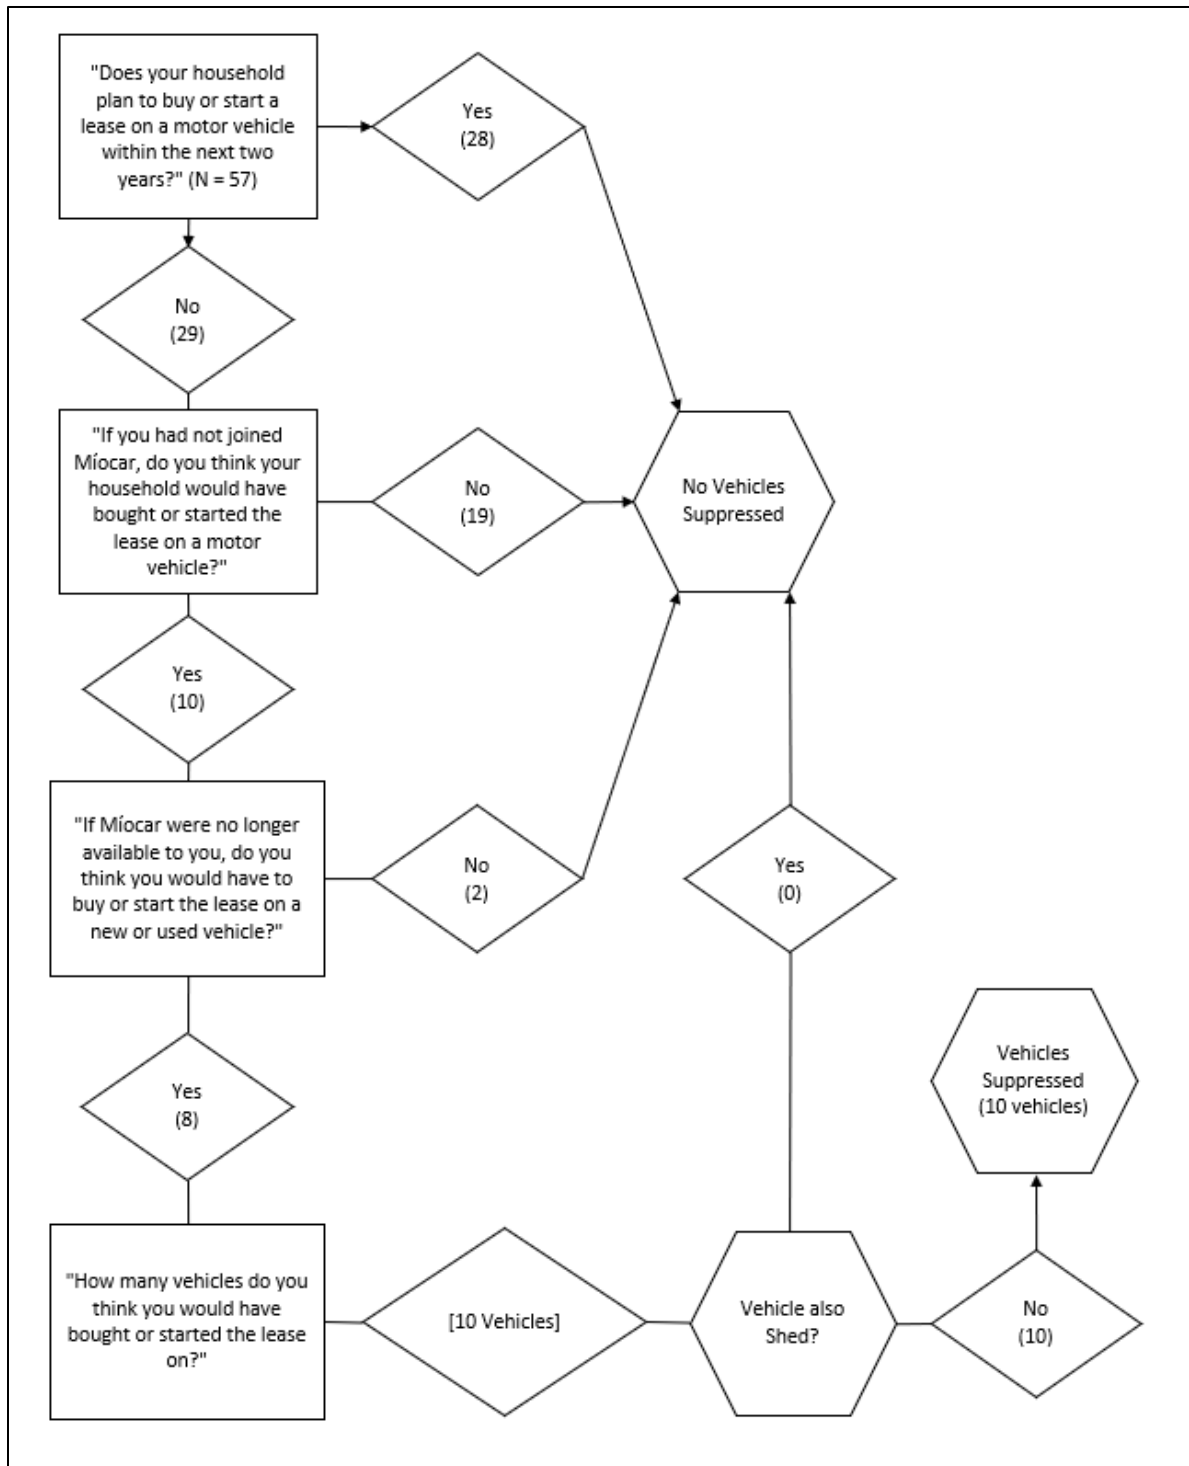 "Does your household
plan to buy or start a
lease on a motor vehicle
within the next two
years?" (N = 57)
Yes
(28)
No
(29)
"If you had not joined
Míocar, do you think your
household would have
bought or started the
lease on a motor
vehicle?"
No
(19)
No Vehicles
Suppressed
Yes
(10)
"If Míocar were no longer
available to you, do you
think you would have to
buy or start the lease on a
new or used vehicle?"
No
(2)
Yes
(0)
Yes
(8)
Vehicles
Suppressed
(10 vehicles)
"How many vehicles do you
think you would have
bought or started the lease
on?"
[10 Vehicles]
Vehicle also
Shed?
No
(10)